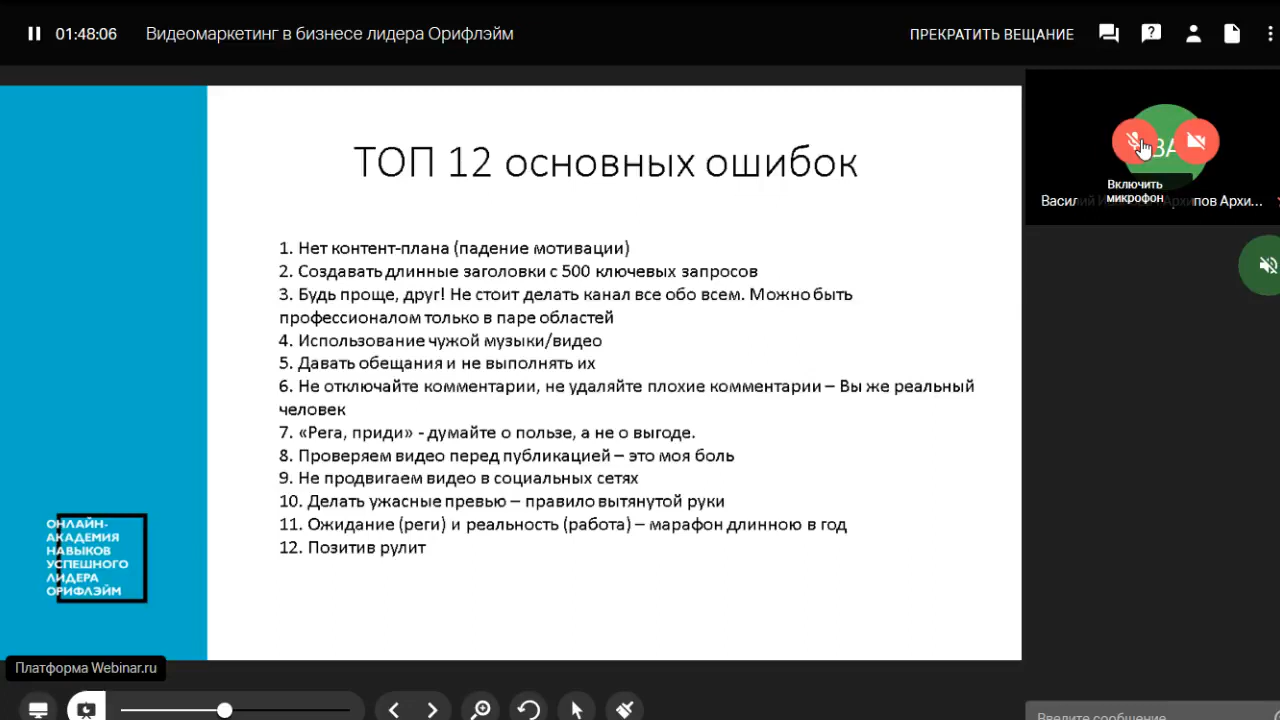 01:48:06 Видеомаркетинг в бизнесе лидера Орифлэйм
ПРЕКРАТИТЬ ВЕЩАНИЕ
ТОП 12 основных ошибок
1. Нет контент-плана (падение мотивации)
2. Создавать длинные заголовки с 500 ключевых запросов
3. Будь проще, друг! Не стоит делать канал все обо всем. Можно быть
профессионалом только в паре областей
4. Использование чужой музыки/видео
5. Давать обещания и не выполнять их
6. Не отключайте комментарии, не удаляйте плохие комментарии – Вы же реальный
человек
7. «Рега, приди» - думайте о пользе, а не о выгоде.
8. Проверяем видео перед публикацией – это моя боль
9. Не продвигаем видео в социальных сетях
10. Делать ужасные превью – правило вытянутой руки
11. Ожидание (реги) и реальность (работа) – марафон длинною в год
12. Позитив рулит
ОНЛАЙН-
АКАДЕМИЯ
НАВЫКОВ
УСПЕШНОГО
ЛИДЕРА
ОРИФЛЭЙМ
Платформа Webinar.ru
ВА
Включить
микрофон
Архи...
Введите сообщение